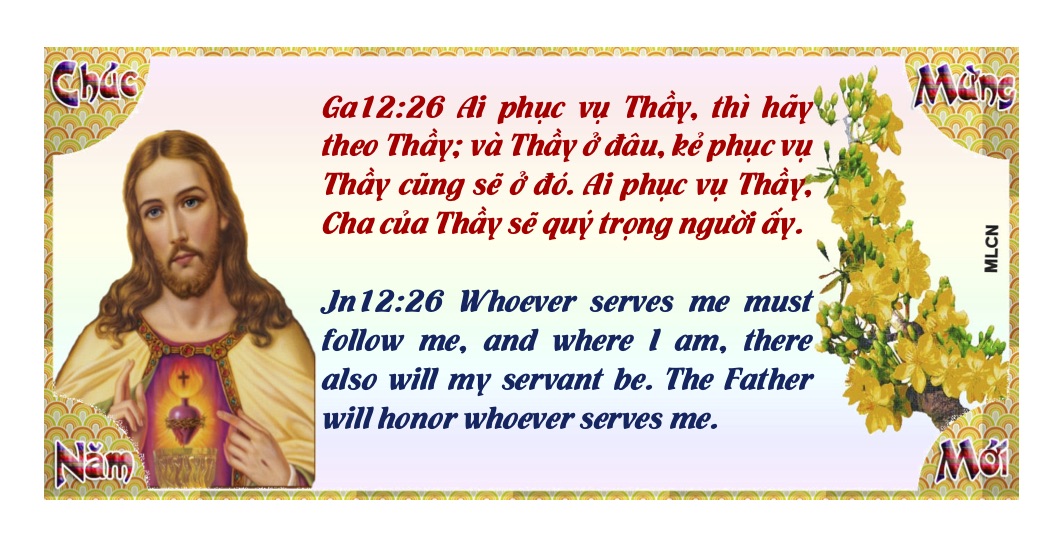 Chúc Mừng
Ga12:26 Ai phục vụ Thầy, thì hãy
theo Thầy; và Thầy ở đâu, kẻ phục vụ
Thầy cũng sẽ ở đó. Ai phục vụ Thầy,
Cha của Thầy sẽ quý trọng người ấy.
Jn12:26 Whoever serves me must
follow me, and where I am, there
also will my servant be. The Father
will honor whoever serves me.
MLCN
Năm Mới